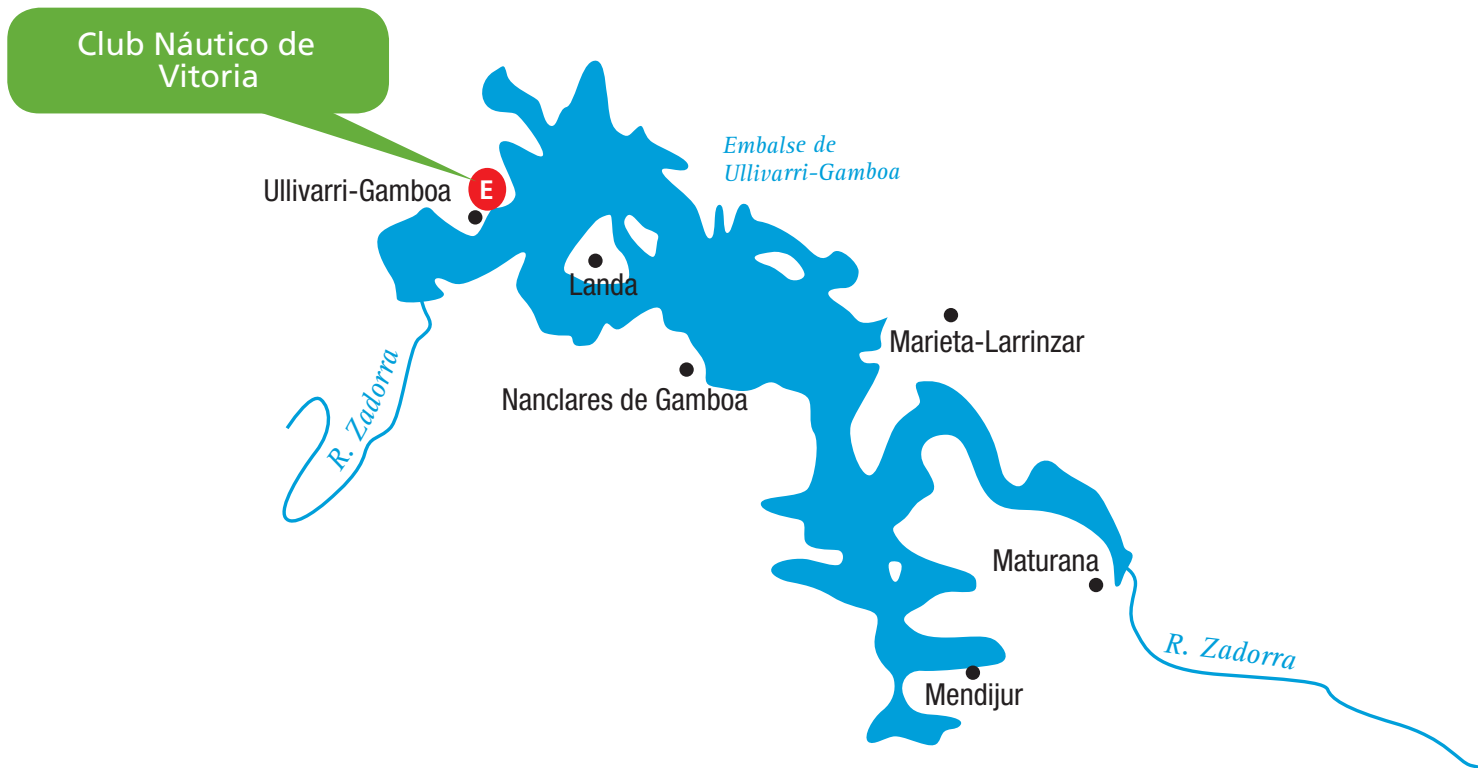 Club Náutico de
Vitoria
Embalse de
Ullivarri-Gamboa
Ullivarri-Gamboa
E
Landa
Marieta-Larrinzar
Nanclares de Gamboa
R. Zadorra
Maturana
R. Zadorra
Mendijur